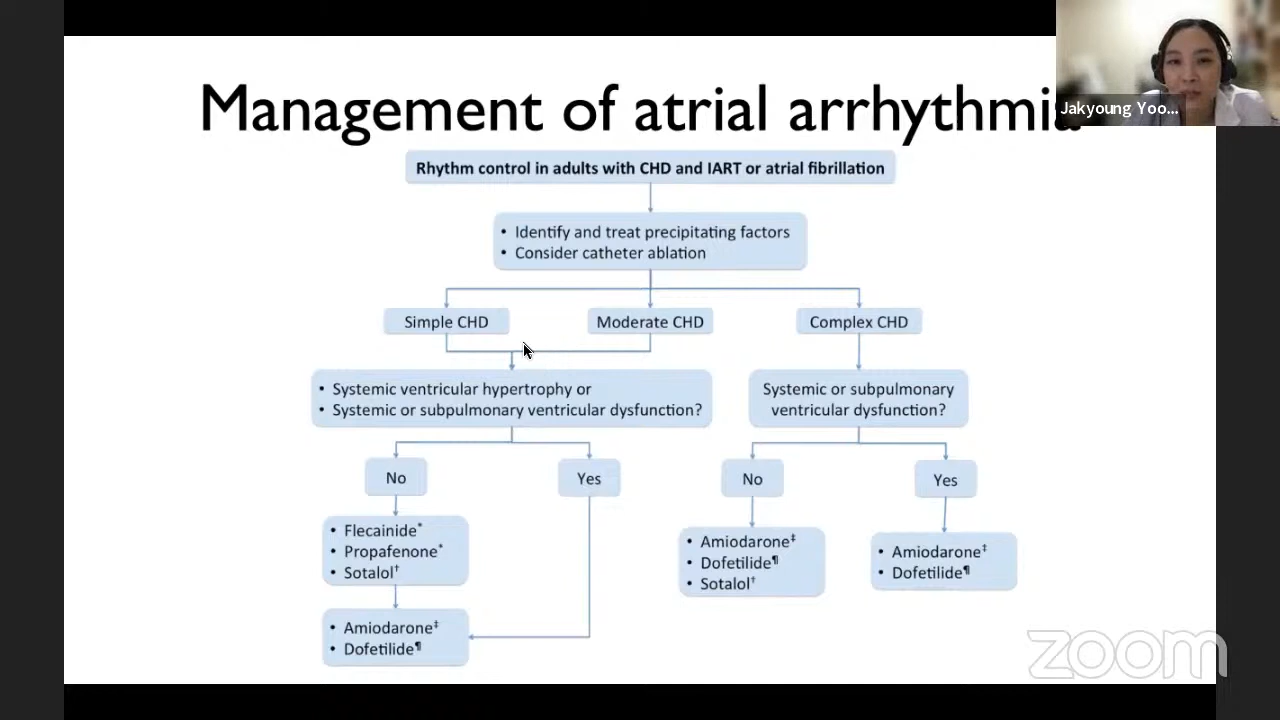 Management of atrial arrhythmia
Jakyoung Yoo...
Rhythm control in adults with CHD and IART or atrial fibrillation
• Identify and treat precipitating factors
• Consider catheter ablation
Simple CHD
Moderate CHD
Complex CHD
• Systemic ventricular hypertrophy or
• Systemic or subpulmonary ventricular dysfunction?
Systemic or subpulmonary
ventricular dysfunction?
No
Yes
No
Yes
• Flecainide*
• Propafenone*
• Sotalol†
• Amiodarone‡
• Dofetilide¶
• Amiodarone‡
• Dofetilide¶
• Sotalol†
• Amiodarone‡
• Dofetilide¶
zoom